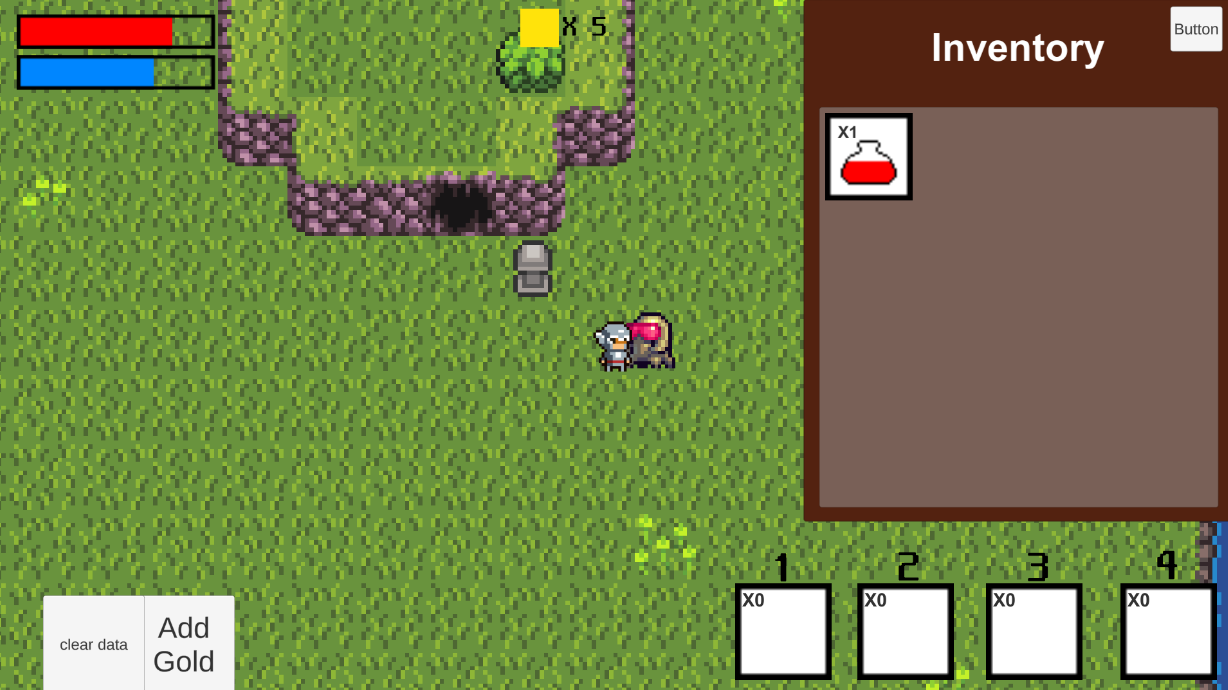 X 5
Inventory
Button
X1
1 2 3 4
X0 X0 X0 X0
clear data
Add
Gold